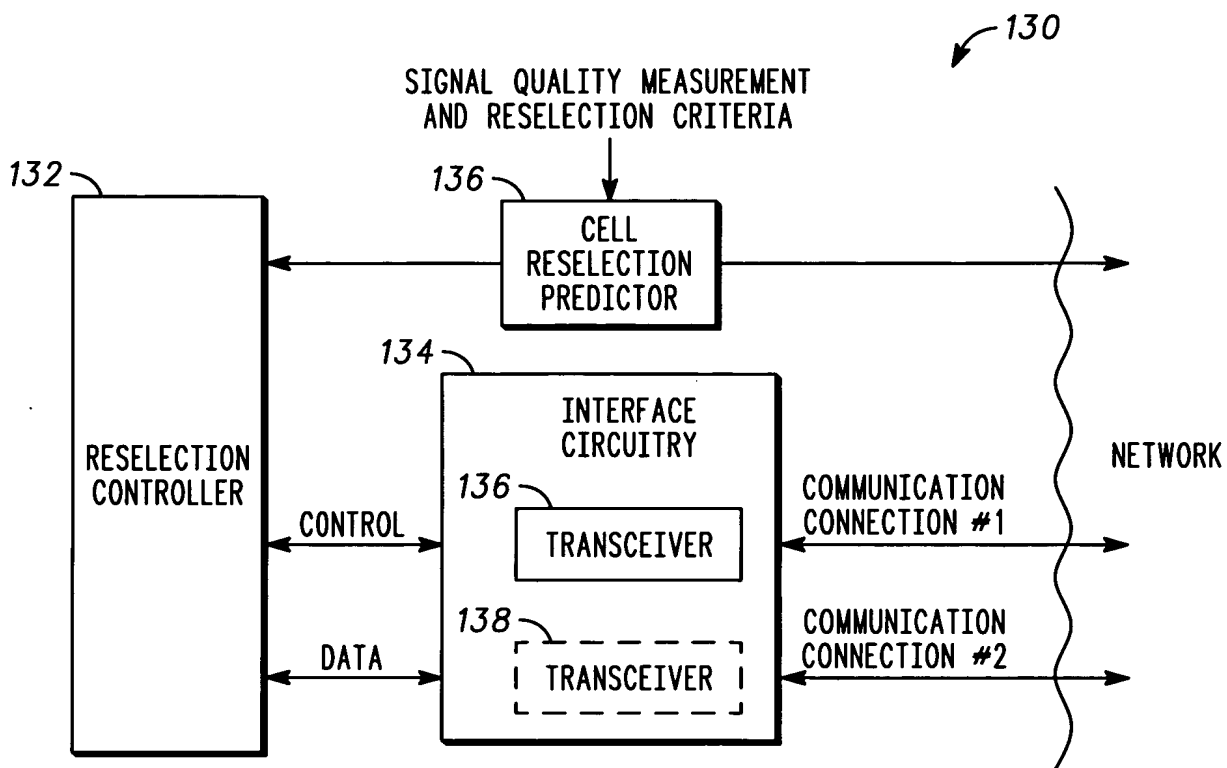 130
SIGNAL QUALITY MEASUREMENT
AND RESELECTION CRITERIA
132
136
CELL
RESELECTION
PREDICTOR
134
INTERFACE
CIRCUITRY
RESELECTION
CONTROLLER
NETWORK
136
TRANSCEIVER
CONTROL
COMMUNICATION
CONNECTION #1
138
TRANSCEIVER
DATA
COMMUNICATION
CONNECTION #2